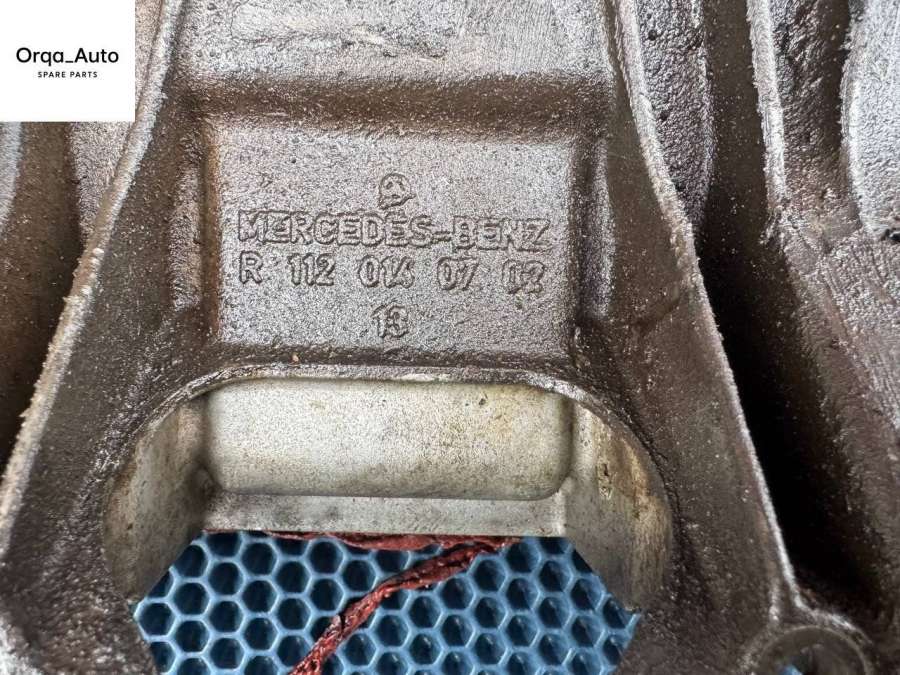 Orqa_Auto
SPARE PARTS
MERCEDES-BENZ
R 112 014 07 02
13